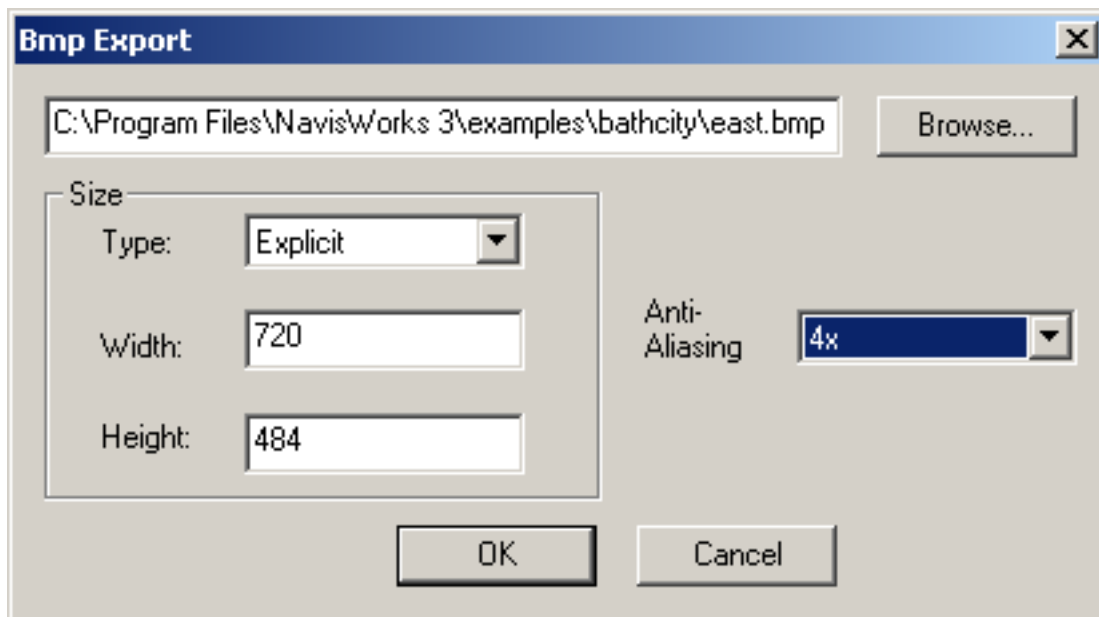 Bmp Export
C:\Program Files\NavisWorks 3\examples\bathcity\east.bmp
Browse...
Size
Type:
Explicit
Width:
720
Height:
484
Anti-
Aliasing
4x
OK
Cancel